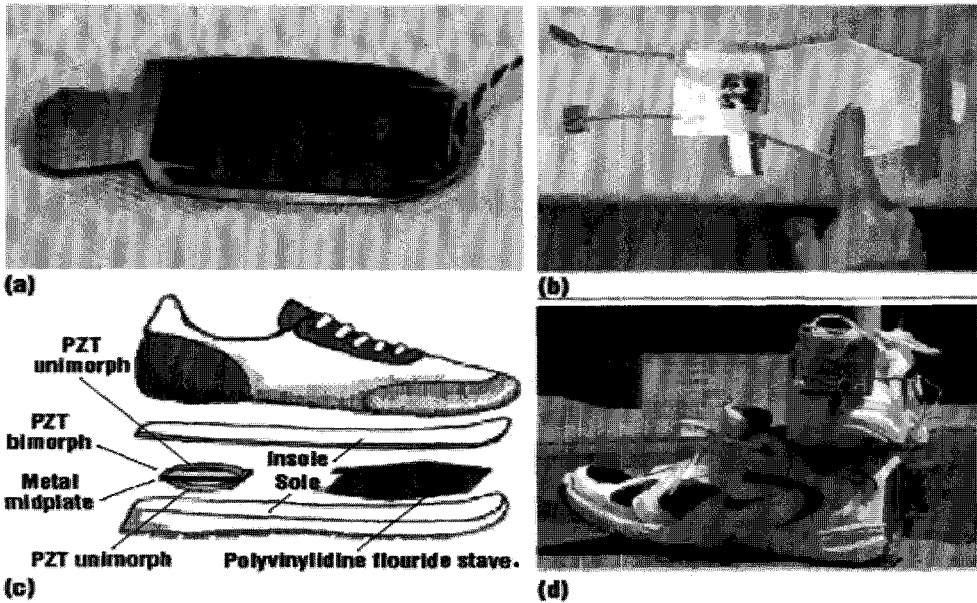 (a)
(b)
PZT
unimorph
PZT
bimorph
Metal
midplate
PZT unimorph
Insole
Sole
Polyvinylidine flouride stave.
(c)
(d)